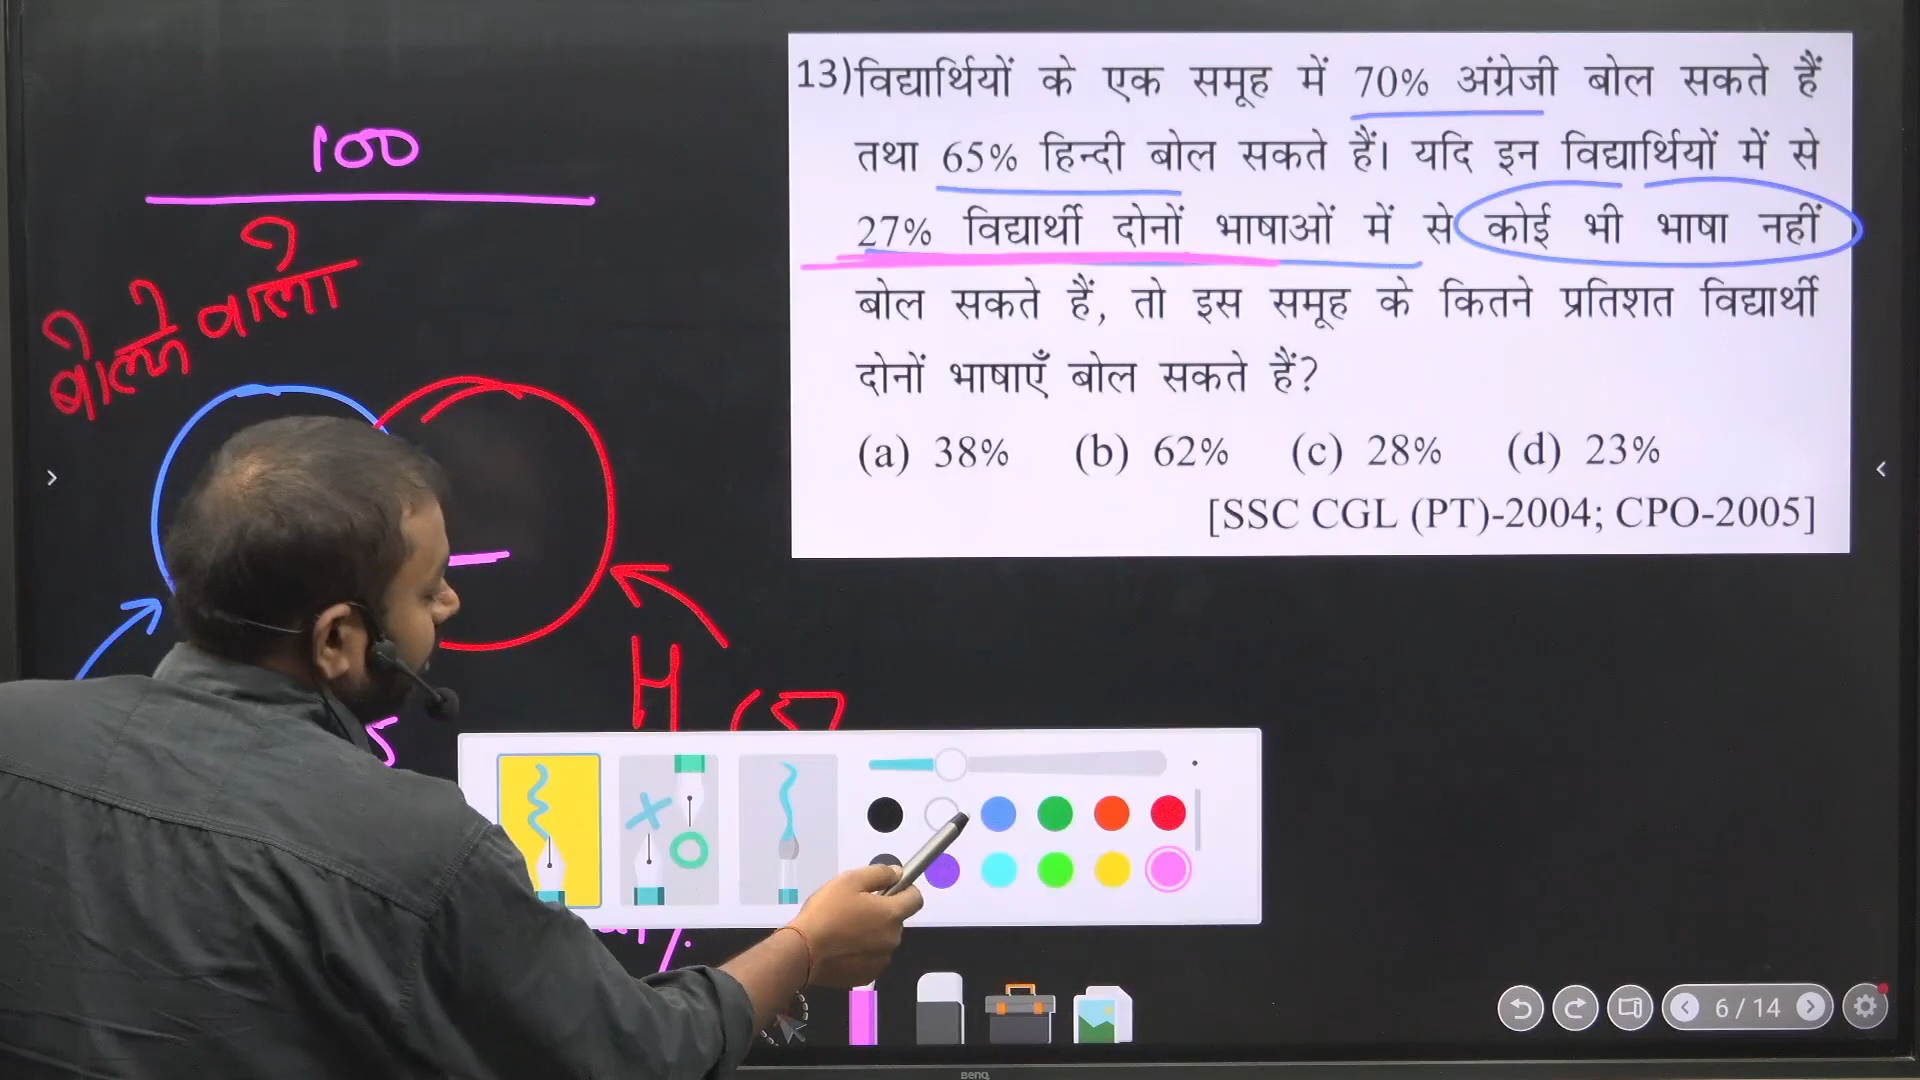 100
बोलने वाले
13) विद्यार्थियों के एक समूह में 70% अंग्रेजी बोल सकते हैं
तथा 65% हिन्दी बोल सकते हैं। यदि इन विद्यार्थियों में से
27% विद्यार्थी दोनों भाषाओं में से कोई भी भाषा नहीं
बोल सकते हैं, तो इस समूह के कितने प्रतिशत विद्यार्थी
दोनों भाषाएँ बोल सकते हैं?
(a) 38% (b) 62% (c) 28% (d) 23%
[SSC CGL (PT)-2004; CPO-2005]
H
6 / 14
BenQ